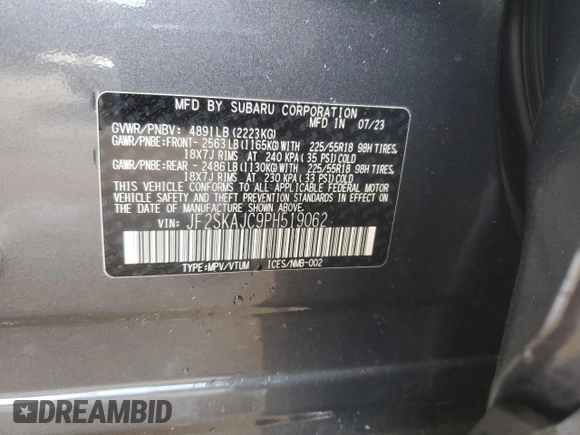 MFD BY SUBARU CORPORATION
GVWR/PNBV: 4891LB(2223KG) MFD IN 07/23
GAWR/PNBE:FRONT- 2563LB(1165KG)WITH 225/55R18 98H TIRES,
18X7J RIMS AT 240 KPA(35 PSI)COLD
GAWR/PNBE:REAR - 2486LB(1130KG)WITH 225/55R18 98H TIRES,
18X7J RIMS AT 230 KPA(33 PSI)COLD
THIS VEHICLE CONFORMS TO ALL APPLICABLE FEDERAL MOTOR
VEHICLE SAFETY AND THEFT PREVENTION STANDARDS IN EFFECT
ON THE DATE OF MANUFACTURE SHOWN ABOVE.
VIN: JF2SKAJC9PH519062
TYPE:MPV/VTUM ICES/NMB-002
DREAMBID